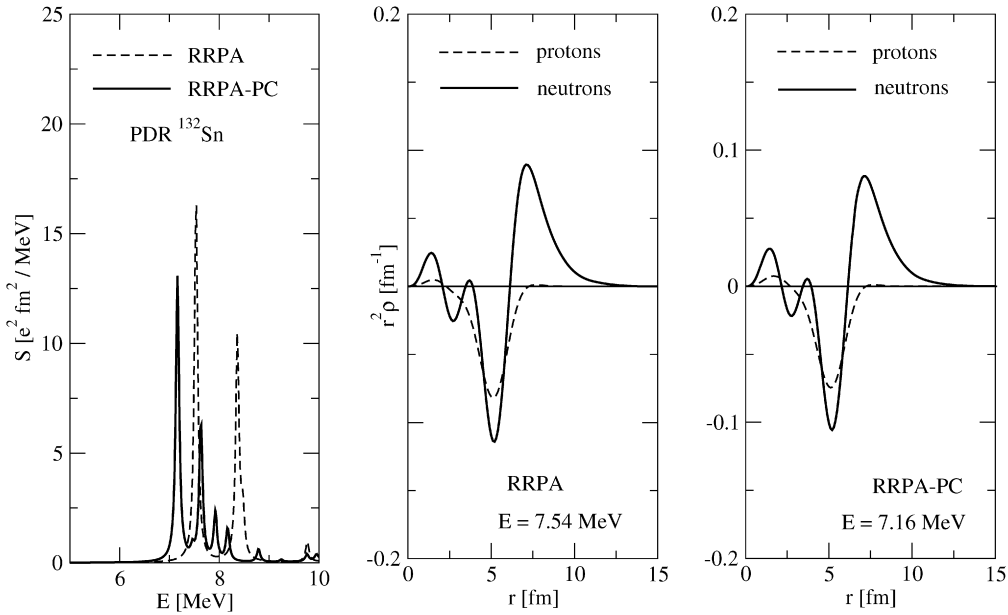 25
20
15
10
5
0
S [e² fm² / MeV]
RRPA
RRPA-PC
PDR ¹³²Sn
6
8
10
E [MeV]
0.2
-0.2
r²ρ [fm⁻¹]
protons
neutrons
RRPA
E = 7.54 MeV
0
5
10
15
r [fm]
0.2
0.1
0
-0.1
-0.2
protons
neutrons
RRPA-PC
E = 7.16 MeV
0
5
10
15
r [fm]